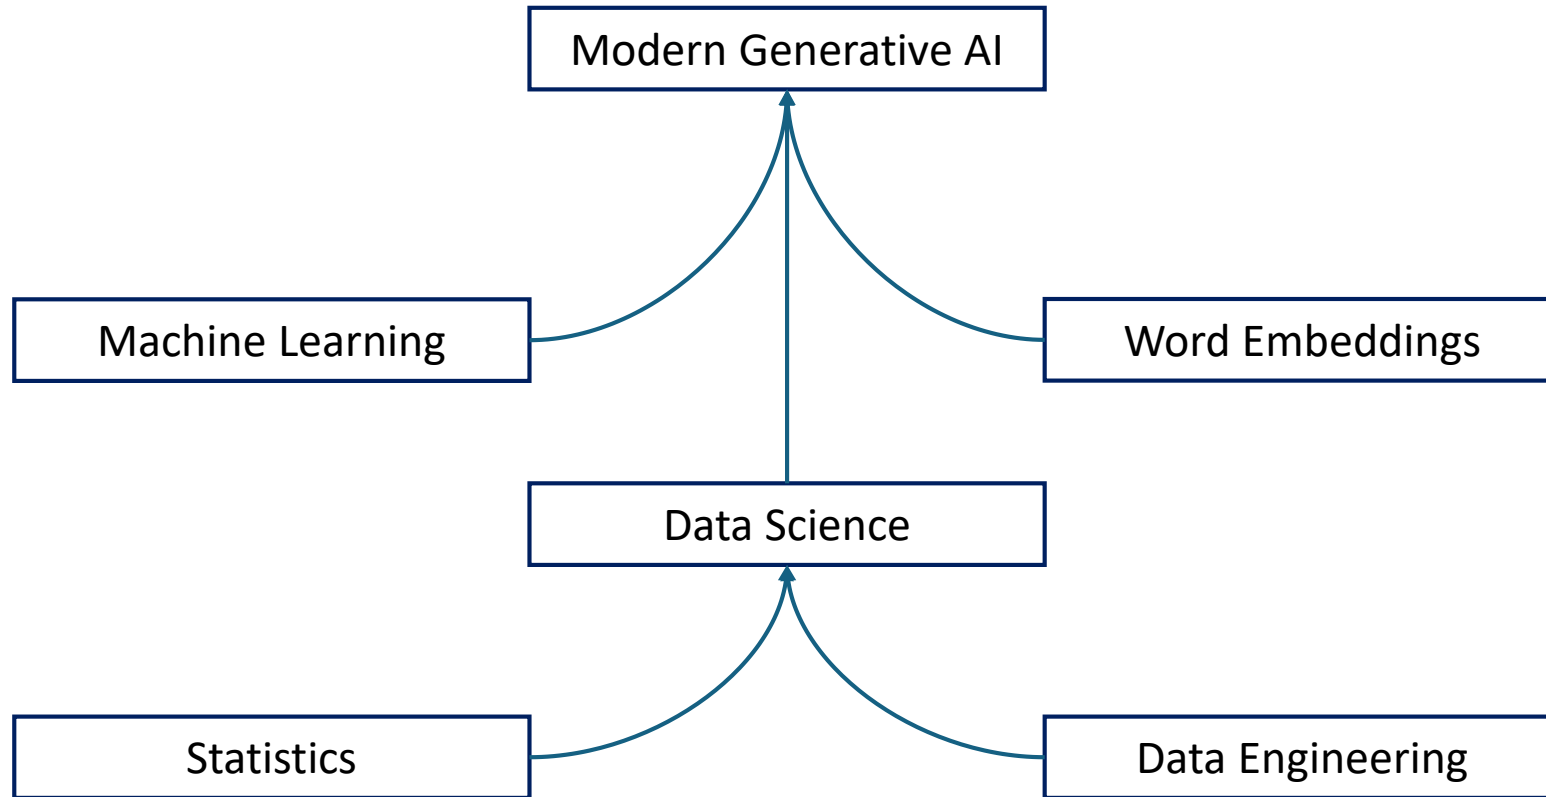 Modern Generative AI
Machine Learning
Word Embeddings
Data Science
Statistics
Data Engineering